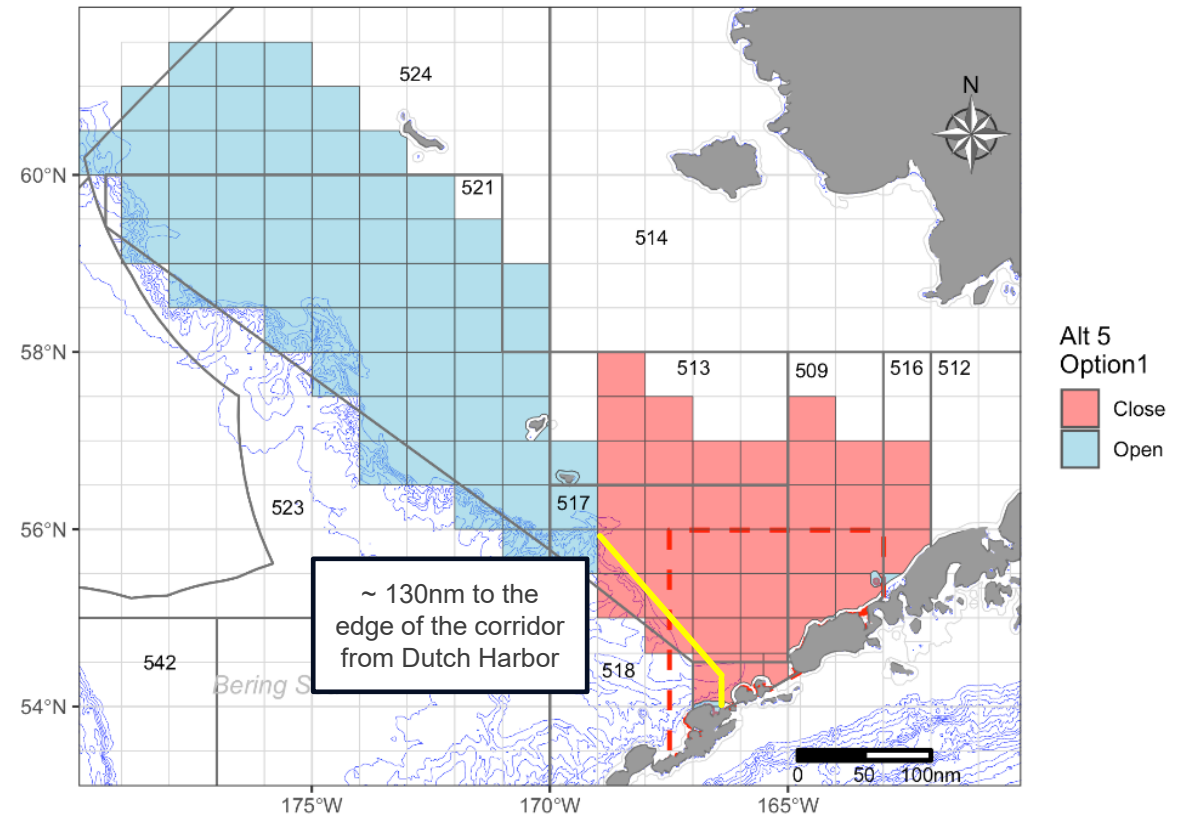 524
N
60°N
521
514
58°N
513
509
516
512
Alt 5
Option1
Close
Open
517
56°N
523
~ 130nm to the
edge of the corridor
from Dutch Harbor
542
518
Bering S
54°N
0
50
100nm
175°W
170°W
165°W